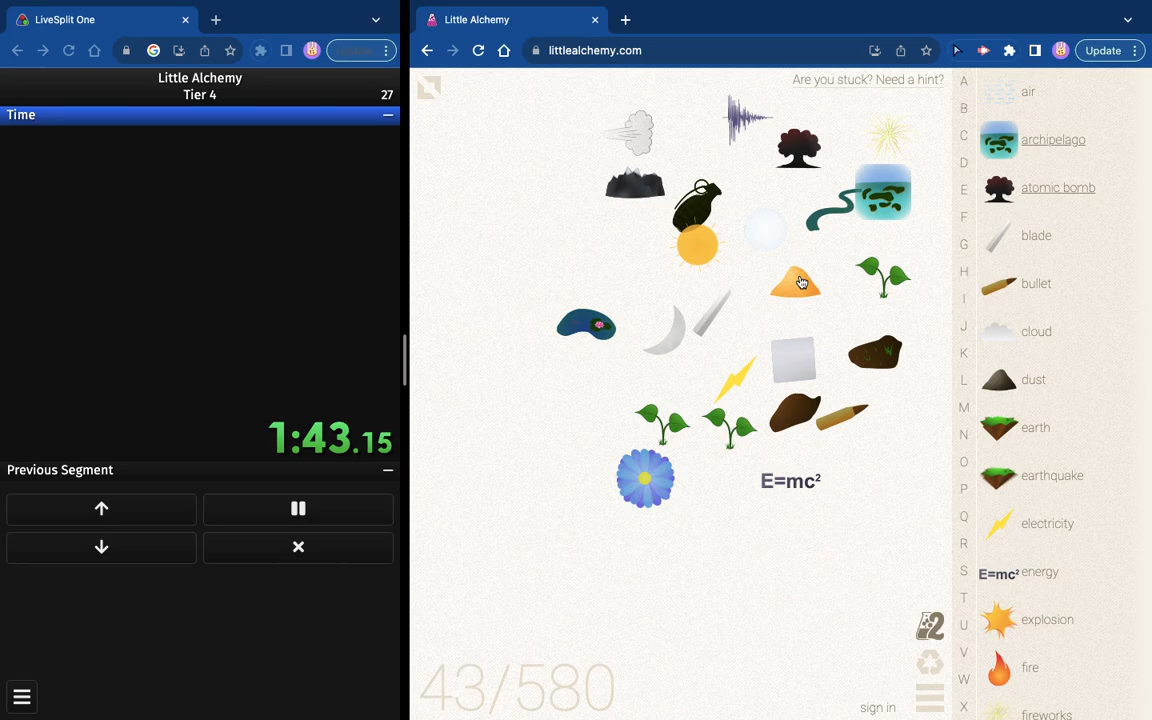 LiveSplit One
Little Alchemy
littlealchemy.com
Update
Little Alchemy
Tier 4
27
Time
1:43.15
Previous Segment
Are you stuck? Need a hint?
E=mc²
43/580
2
sign in
A
B
C
D
E
F
G
H
I
J
K
L
M
N
O
P
Q
R
S
T
U
V
W
X
air
archipelago
atomic bomb
blade
bullet
cloud
dust
earth
earthquake
electricity
E=mc² energy
explosion
fire
fireworks